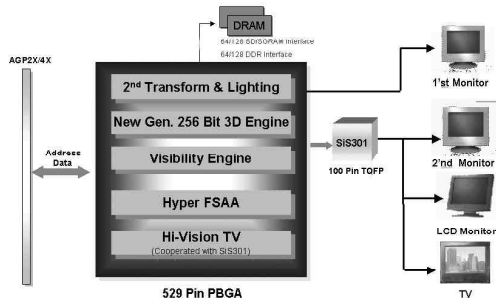 DRAM
64/128 SD/SGRAM Interface
64/128 DDR Interface
AGP2X/4X
2nd Transform & Lighting
1'st Monitor
New Gen. 256 Bit 3D Engine
SiS301
100 Pin TQFP
Address
Data
Visibility Engine
2'nd Monitor
Hyper FSAA
LCD Monitor
Hi-Vision TV
(Cooperated with SiS301)
TV
529 Pin PBGA